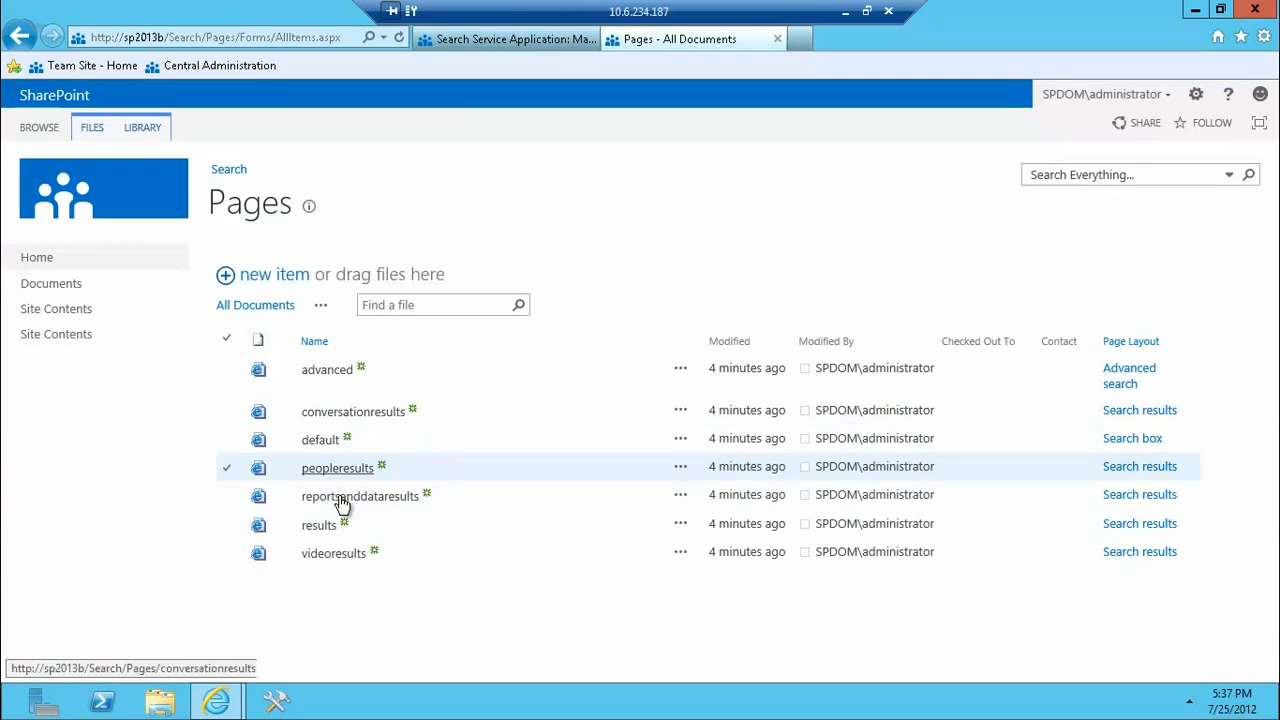 10.6.234.187
http://sp2013b/Search/Pages/Forms/AllItems.aspx
Search Service Application: Ma...
Pages - All Documents
Team Site - Home
Central Administration
SharePoint
SPDOM\administrator
BROWSE
FILES
LIBRARY
SHARE
FOLLOW
Search
Search Everything...
Pages
Home
Documents
Site Contents
Site Contents
new item or drag files here
All Documents
Find a file
Name Modified Modified By Checked Out To Contact Page Layout
advanced 4 minutes ago SPDOM\administrator Advanced
search
conversationresults 4 minutes ago SPDOM\administrator Search results
default 4 minutes ago SPDOM\administrator Search box
peopleresults 4 minutes ago SPDOM\administrator Search results
reportsanddataresults 4 minutes ago SPDOM\administrator Search results
results 4 minutes ago SPDOM\administrator Search results
videoresults 4 minutes ago SPDOM\administrator Search results
http://sp2013b/Search/Pages/conversationresults
5:37 PM
7/25/2012